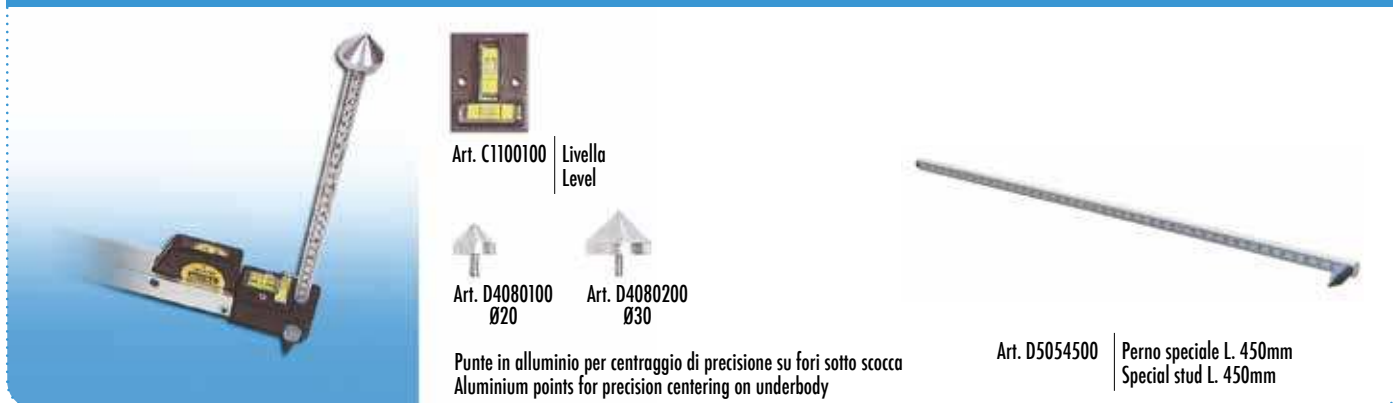 Art. C1100100
Livella
Level
Art. D4080100
Ø20
Art. D4080200
Ø30
Punte in alluminio per centraggio di precisione su fori sotto scocca
Aluminium points for precision centering on underbody
Art. D5054500
Perno speciale L. 450mm
Special stud L. 450mm